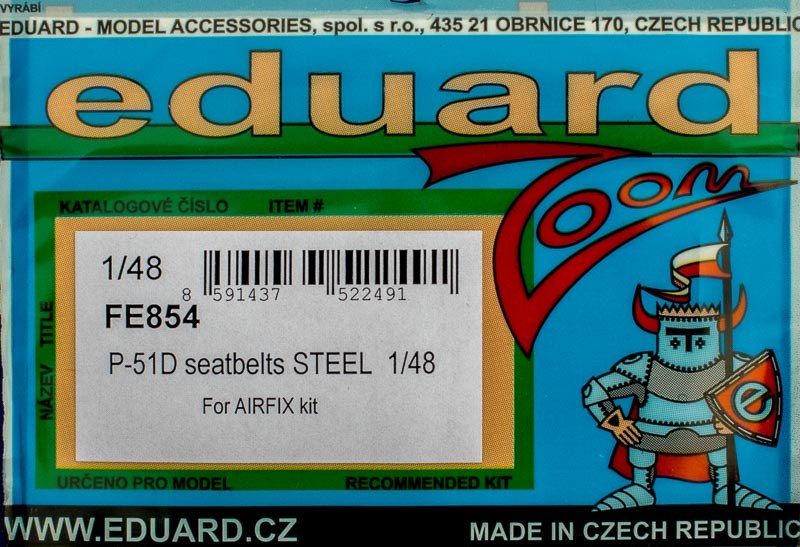 VYRÁBÍ
EDUARD - MODEL ACCESSORIES, spol. s r.o., 435 21 OBRNICE 170, CZECH REPUBLIC
eduard
Zoom
KATALOGOVÉ ČÍSLO ITEM #
1/48
8 591437 522491
FE854
P-51D seatbelts STEEL 1/48
For AIRFIX kit
NÁZEV TITLE
e
URČENO PRO MODEL RECOMMENDED KIT
WWW.EDUARD.CZ
MADE IN CZECH REPUBLIC